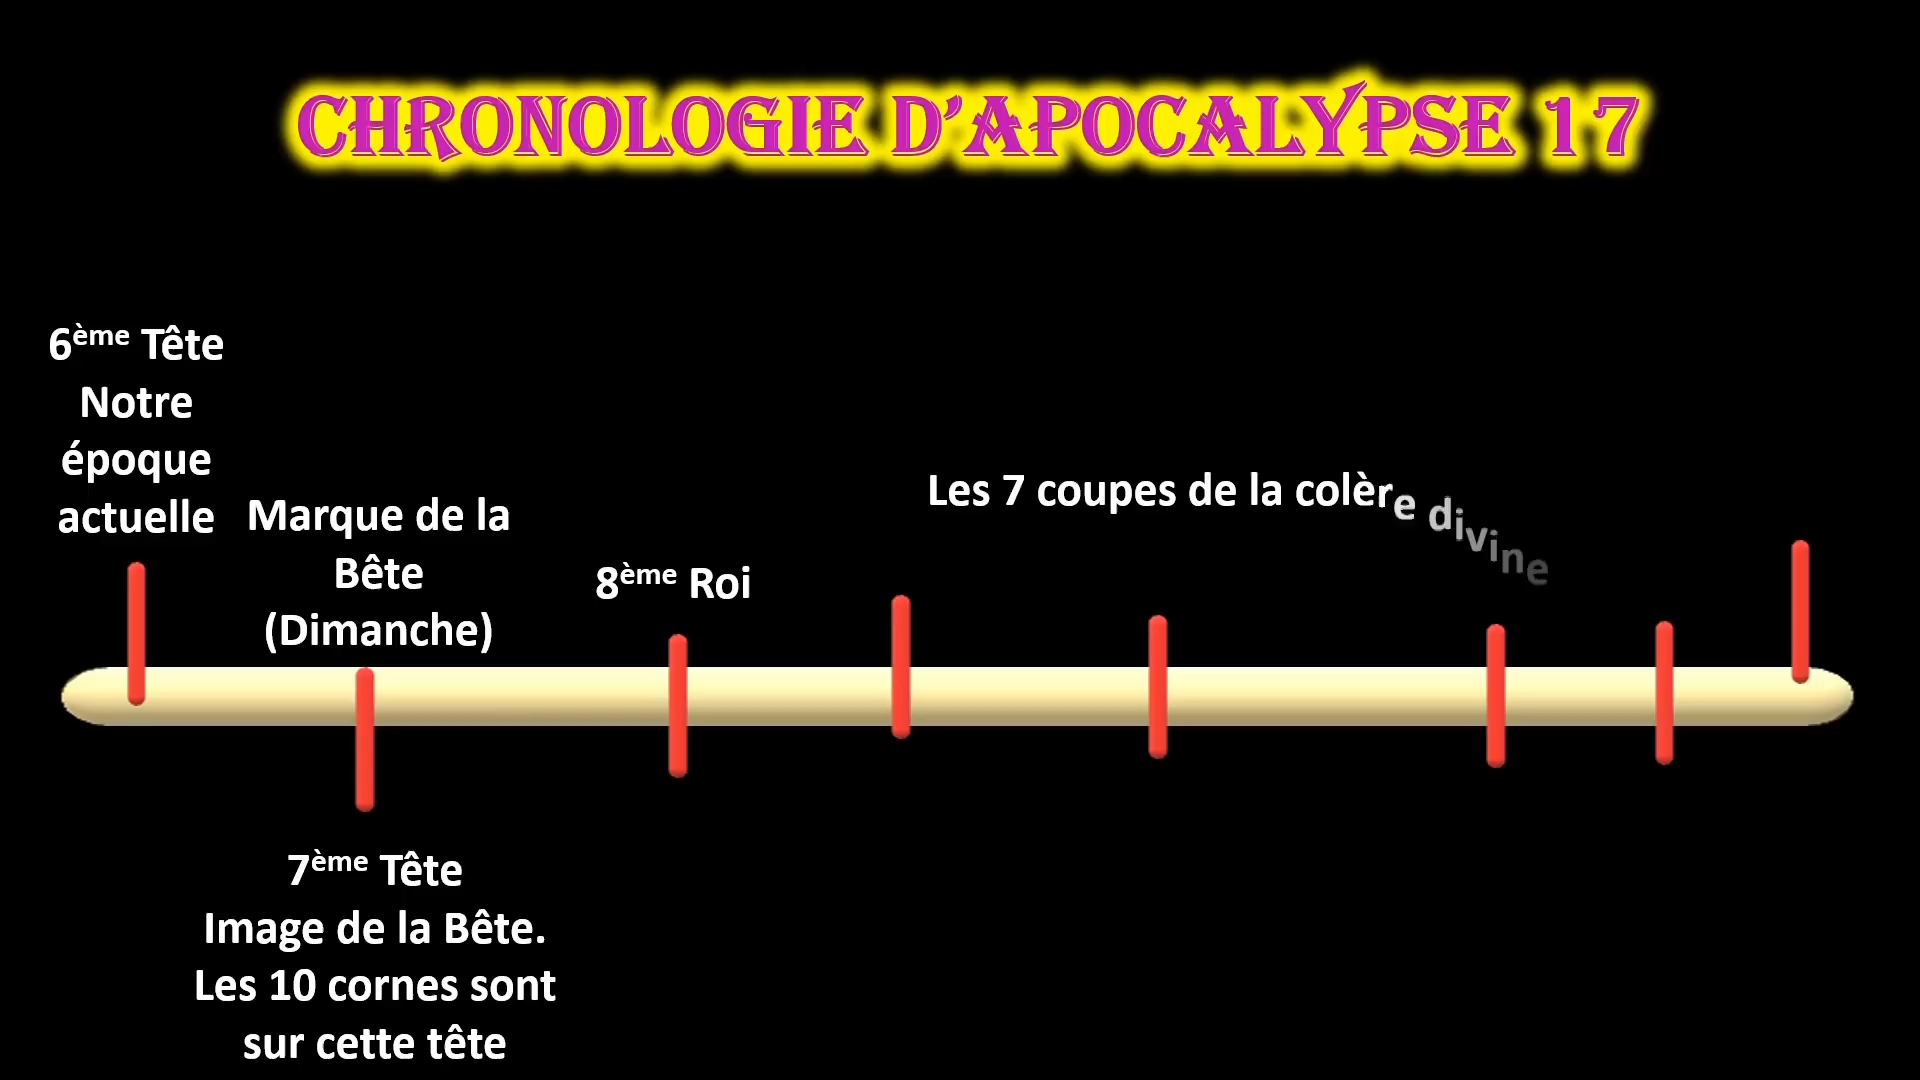 CHRONOLOGIE D'APOCALYPSE 17
6ème Tête
Notre
époque
actuelle
Marque de la
Bête
(Dimanche)
8ème Roi
Les 7 coupes de la colère divine
7ème Tête
Image de la Bête.
Les 10 cornes sont
sur cette tête